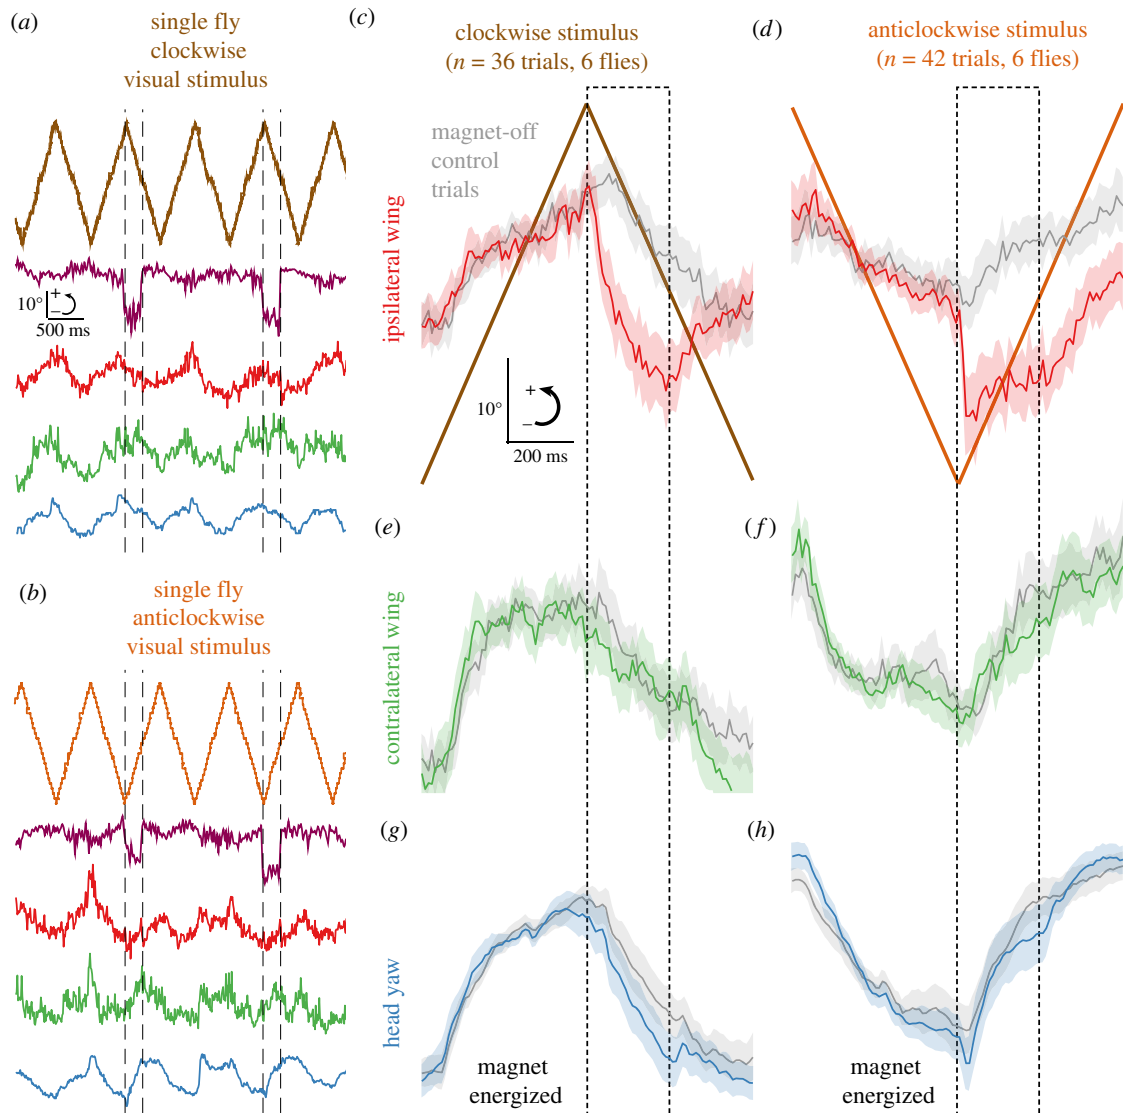 (a)
single fly
clockwise
visual stimulus
+
−
10°
500 ms
(b)
single fly
anticlockwise
visual stimulus
(c)
clockwise stimulus
(n = 36 trials, 6 flies)
magnet-off
control
trials
ipsilateral wing
+
10°
−
200 ms
(d)
anticlockwise stimulus
(n = 42 trials, 6 flies)
(e)
contralateral wing
(f)
(g)
head yaw
magnet
energized
(h)
magnet
energized